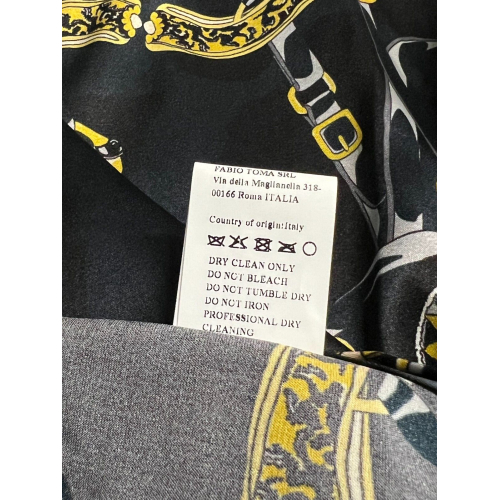 FABIO TOMA SRL
Via della Maglianella 318-
00166 Roma ITALIA
Country of origin:Italy
DRY CLEAN ONLY
DO NOT BLEACH
DO NOT TUMBLE DRY
DO NOT IRON
PROFESSIONAL DRY
CLEANING